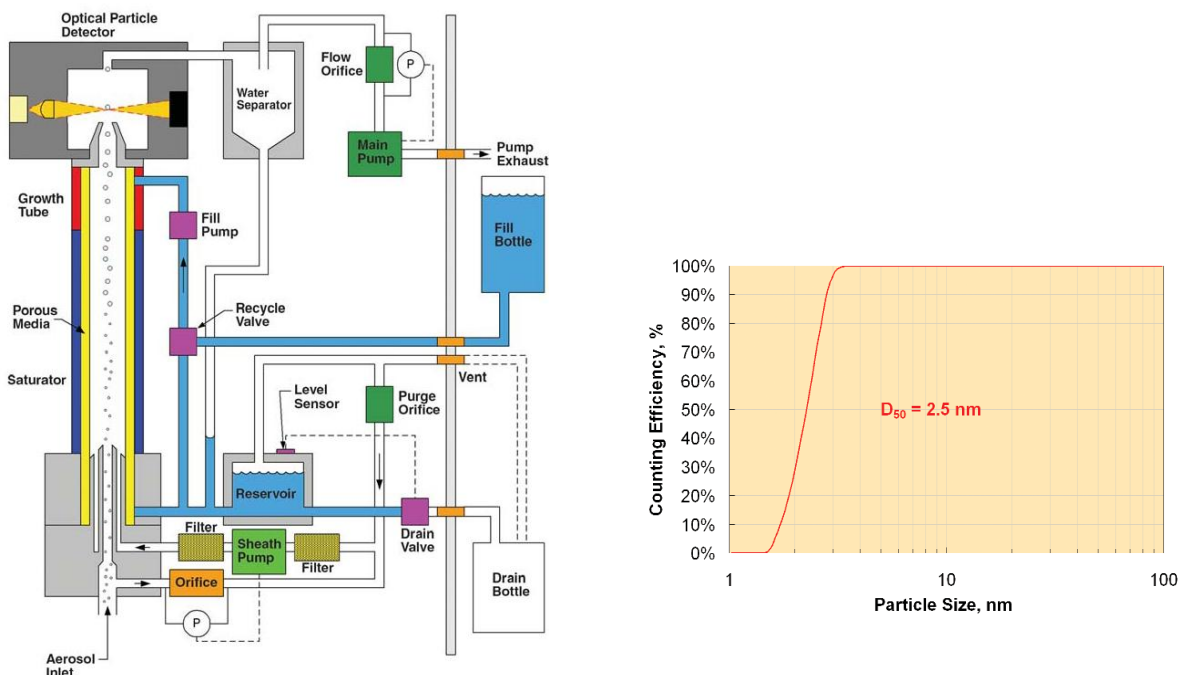 Optical Particle
Detector
Flow
Orifice
P
Water
Separator
Main
Pump
Pump
Exhaust
Growth
Tube
Fill
Pump
Fill
Bottle
Porous
Media
Recycle
Valve
Saturator
Vent
Level
Sensor
Purge
Orifice
Reservoir
Filter
Sheath
Pump
Filter
Drain
Valve
Orifice
Drain
Bottle
P
Aerosol
Inlet
Counting Efficiency, %
100%
90%
80%
70%
60%
50%
40%
30%
20%
10%
0%
D₅₀ = 2.5 nm
1 10 100
Particle Size, nm